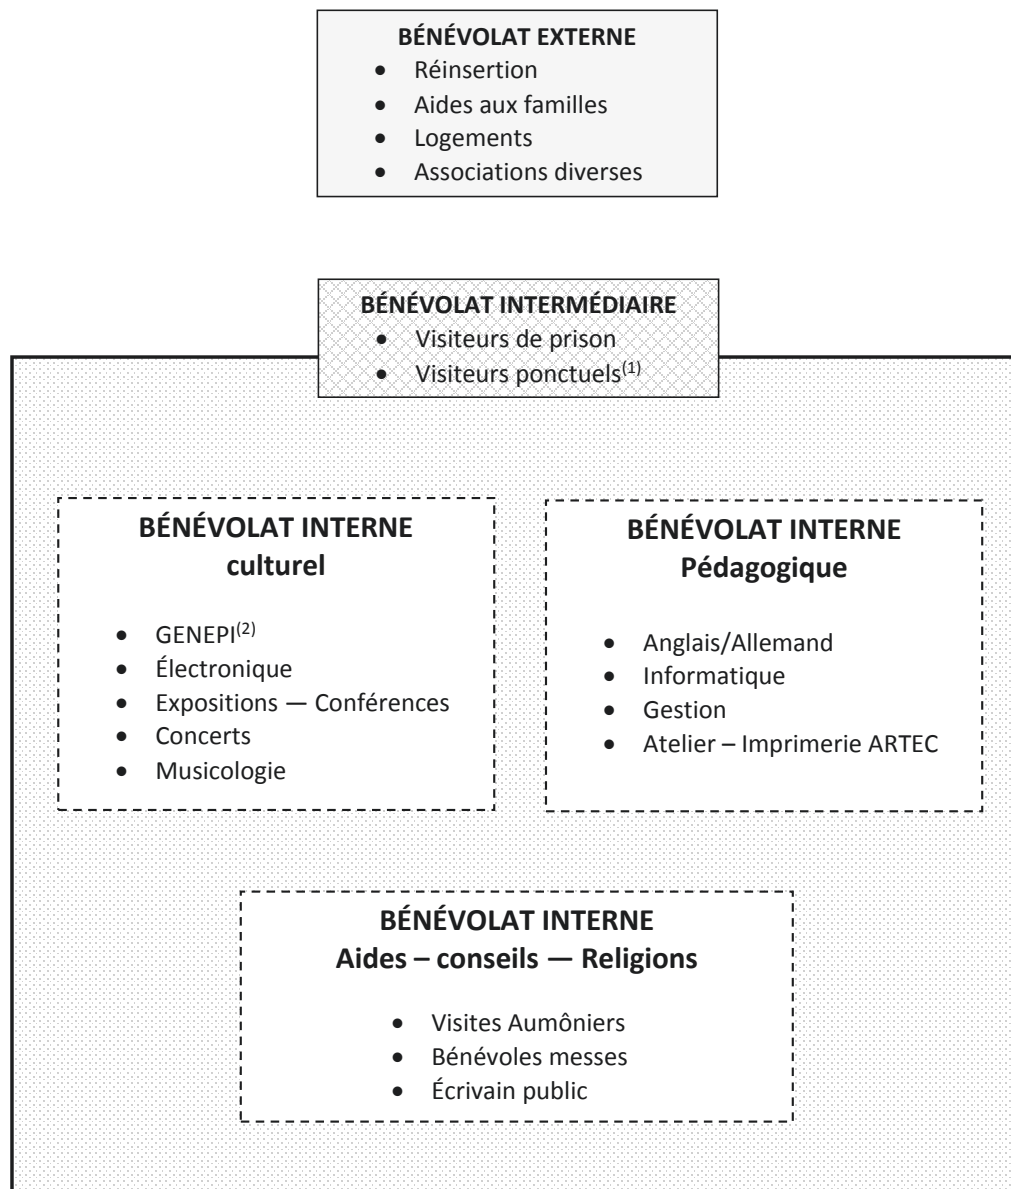 BÉNÉVOLAT EXTERNE
• Réinsertion
• Aides aux familles
• Logements
• Associations diverses
BÉNÉVOLAT INTERMÉDIAIRE
• Visiteurs de prison
• Visiteurs ponctuels(1)
BÉNÉVOLAT INTERNE
culturel
• GENEPI(2)
• Électronique
• Expositions — Conférences
• Concerts
• Musicologie
BÉNÉVOLAT INTERNE
Pédagogique
• Anglais/Allemand
• Informatique
• Gestion
• Atelier – Imprimerie ARTEC
BÉNÉVOLAT INTERNE
Aides – conseils — Religions
• Visites Aumôniers
• Bénévoles messes
• Écrivain public